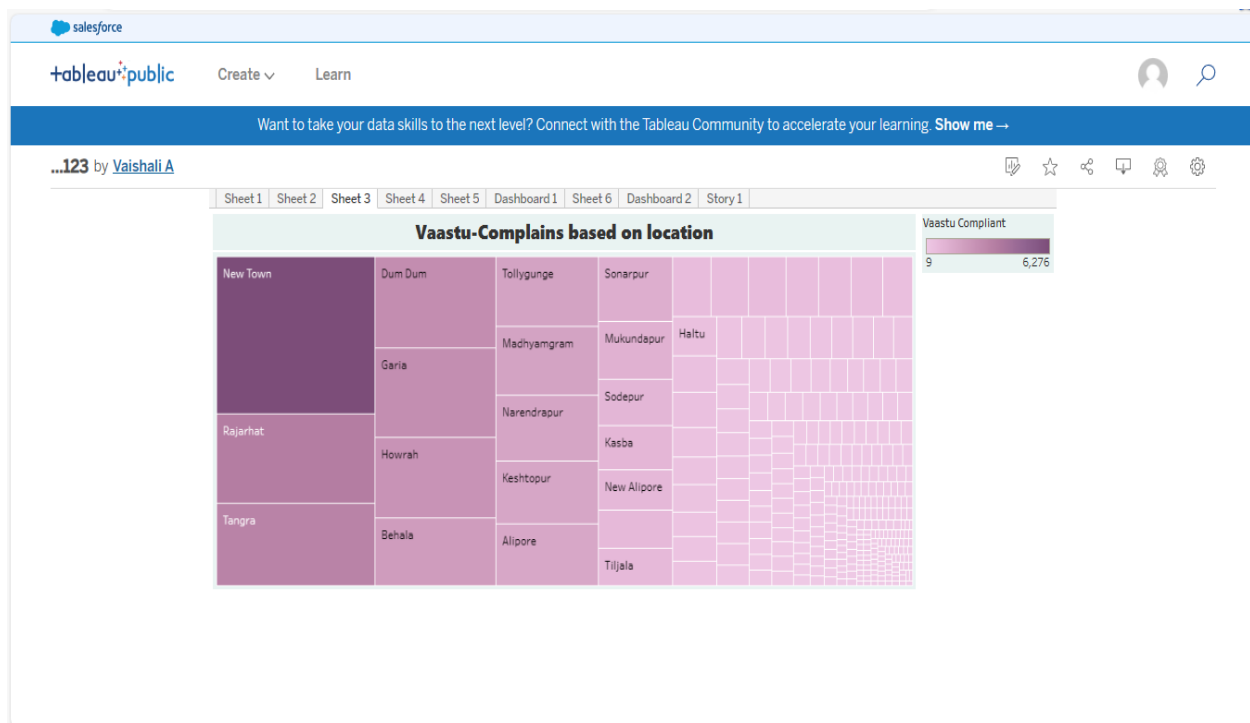 salesforce
tableau public Create Learn
Want to take your data skills to the next level? Connect with the Tableau Community to accelerate your learning. Show me →
...123 by Vaishali A
Sheet 1 Sheet 2 Sheet 3 Sheet 4 Sheet 5 Dashboard 1 Sheet 6 Dashboard 2 Story 1
Vaastu-Complains based on location
Vaastu Compliant
9 6,276
New Town
Rajarhat
Tangra
Dum Dum
Garia
Howrah
Behala
Tollygunge
Madhyamgram
Narendrapur
Keshtopur
Alipore
Sonarpur
Mukundapur
Sodepur
Kasba
New Alipore
Tiljala
Haltu